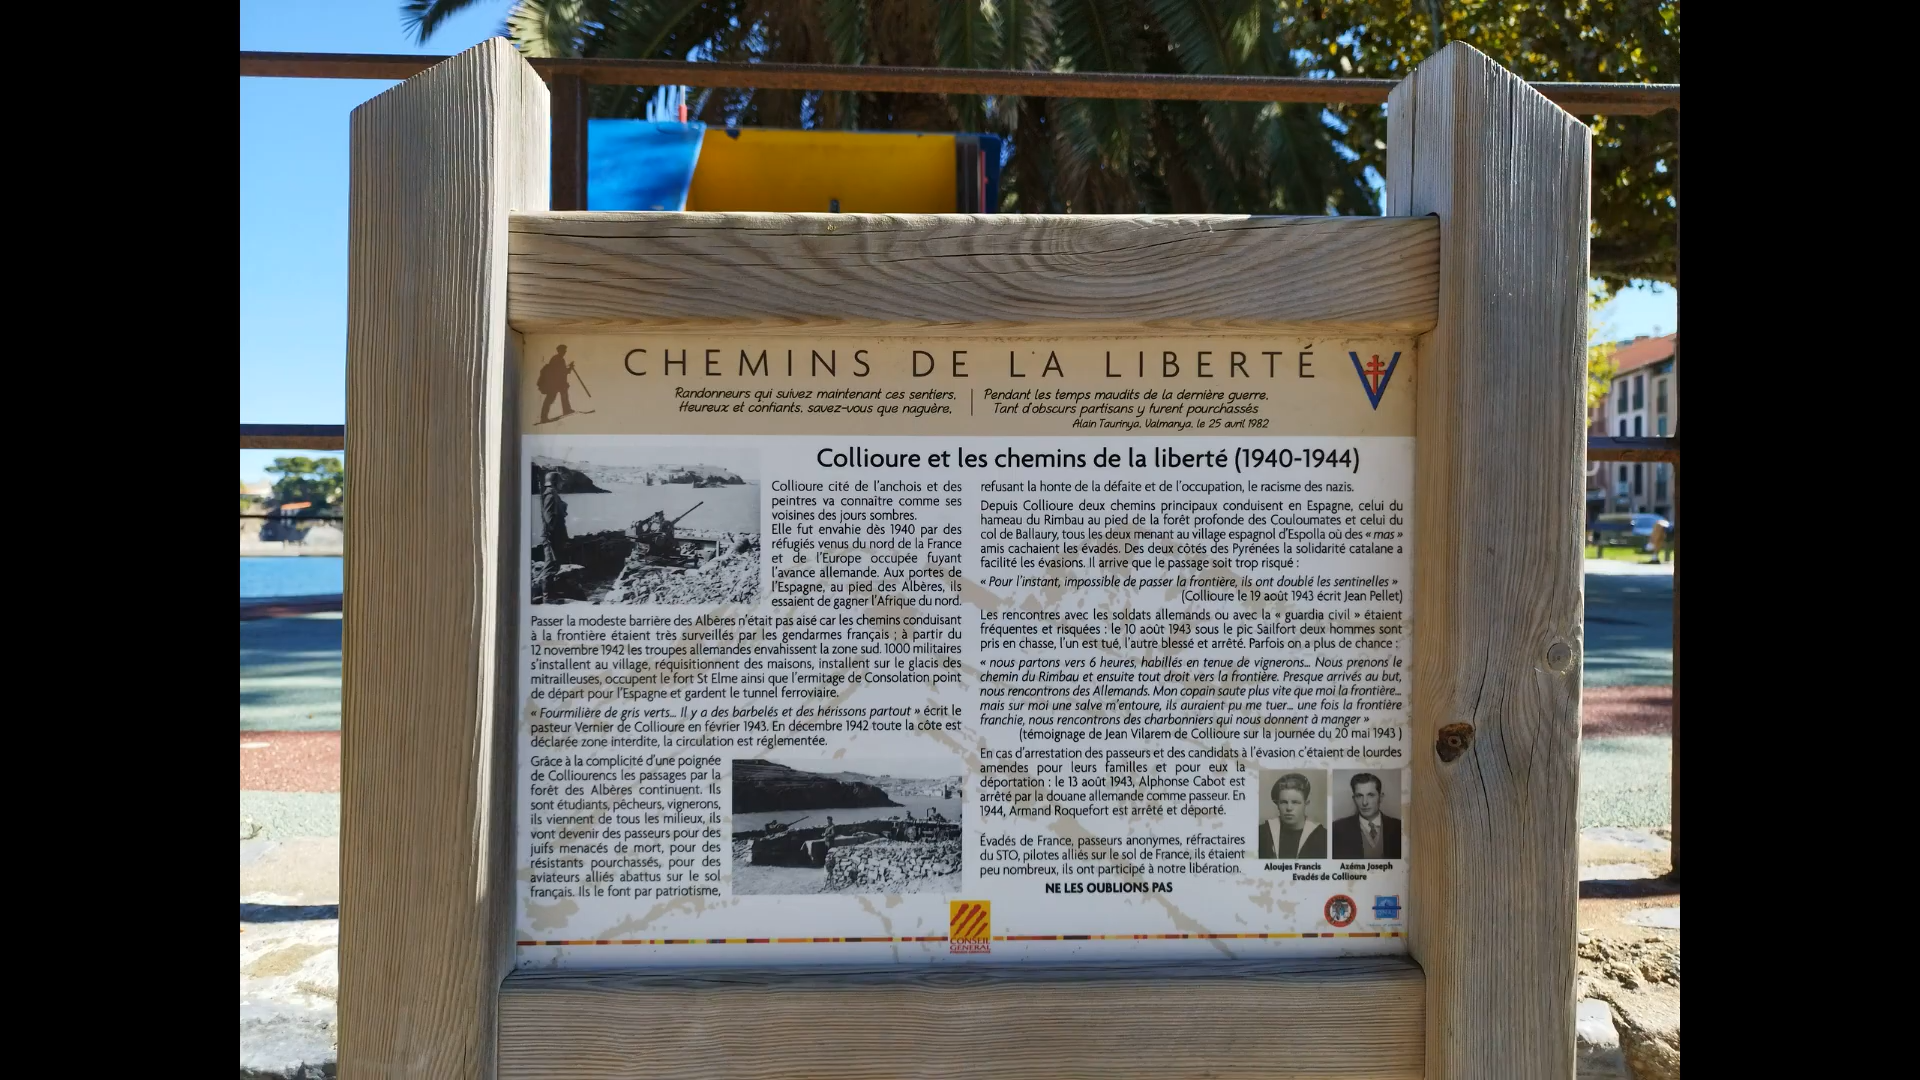 CHEMINS DE LA LIBERTÉ
Randonneurs qui suivez maintenant ces sentiers,
Heureux et confiants, savez-vous que naguère,
Pendant les temps maudits de la dernière guerre,
Tant d'obscurs partisans y furent pourchassés
Alain Taurinya, Valmanya, le 25 avril 1982
Collioure et les chemins de la liberté (1940-1944)
Collioure cité de l'anchois et des
peintres va connaître comme ses
voisines des jours sombres.
Elle fut envahie dès 1940 par des
réfugiés venus du nord de la France
et de l'Europe occupée fuyant
l'avance allemande. Aux portes de
l'Espagne, au pied des Albères, ils
essaient de gagner l'Afrique du nord.
Passer la modeste barrière des Albères n'était pas aisé car les chemins conduisant
à la frontière étaient très surveillés par les gendarmes français ; à partir du
12 novembre 1942 les troupes allemandes envahissent la zone sud. 1000 militaires
s'installent au village, réquisitionnent des maisons, installent sur le glacis des
mitrailleuses, occupent le fort St Elme ainsi que l'ermitage de Consolation point
de départ pour l'Espagne et gardent le tunnel ferroviaire.
« Fourmilière de gris verts... Il y a des barbelés et des hérissons partout » écrit le
pasteur Vernier de Collioure en février 1943. En décembre 1942 toute la côte est
déclarée zone interdite, la circulation est réglementée.
Grâce à la complicité d'une poignée
de Colliourencs les passages par la
forêt des Albères continuent. Ils
sont étudiants, pêcheurs, vignerons,
ils viennent de tous les milieux, ils
vont devenir des passeurs pour des
juifs menacés de mort, pour des
résistants pourchassés, pour des
aviateurs alliés abattus sur le sol
français. Ils le font par patriotisme,
refusant la honte de la défaite et de l'occupation, le racisme des nazis.
Depuis Collioure deux chemins principaux conduisent en Espagne, celui du
hameau du Rimbau au pied de la forêt profonde des Couloumates et celui du
col de Ballaury, tous les deux menant au village espagnol d'Espolla où des « mas »
amis cachaient les évadés. Des deux côtés des Pyrénées la solidarité catalane a
facilité les évasions. Il arrive que le passage soit trop risqué :
« Pour l'instant, impossible de passer la frontière, ils ont doublé les sentinelles »
(Collioure le 19 août 1943 écrit Jean Pellet)
Les rencontres avec les soldats allemands ou avec la « guardia civil » étaient
fréquentes et risquées : le 10 août 1943 sous le pic Sailfort deux hommes sont
pris en chasse, l'un est tué, l'autre blessé et arrêté. Parfois on a plus de chance :
« nous partons vers 6 heures, habillés en tenue de vignerons... Nous prenons le
chemin du Rimbau et ensuite tout droit vers la frontière. Presque arrivés au but,
nous rencontrons des Allemands. Mon copain saute plus vite que moi la frontière...
mais sur moi une salve m'entoure, ils auraient pu me tuer... une fois la frontière
franchie, nous rencontrons des charbonniers qui nous donnent à manger »
(témoignage de Jean Vilarem de Collioure sur la journée du 20 mai 1943 )
En cas d'arrestation des passeurs et des candidats à l'évasion c'étaient de lourdes
amendes pour leurs familles et pour eux la
déportation : le 13 août 1943, Alphonse Cabot est
arrêté par la douane allemande comme passeur. En
1944, Armand Roquefort est arrêté et déporté.
Évadés de France, passeurs anonymes, réfractaires
du STO, pilotes alliés sur le sol de France, ils étaient
peu nombreux, ils ont participé à notre libération.
NE LES OUBLIONS PAS
Aloujes Francis Azéma Joseph
Evadés de Collioure
CONSEIL
GENERAL